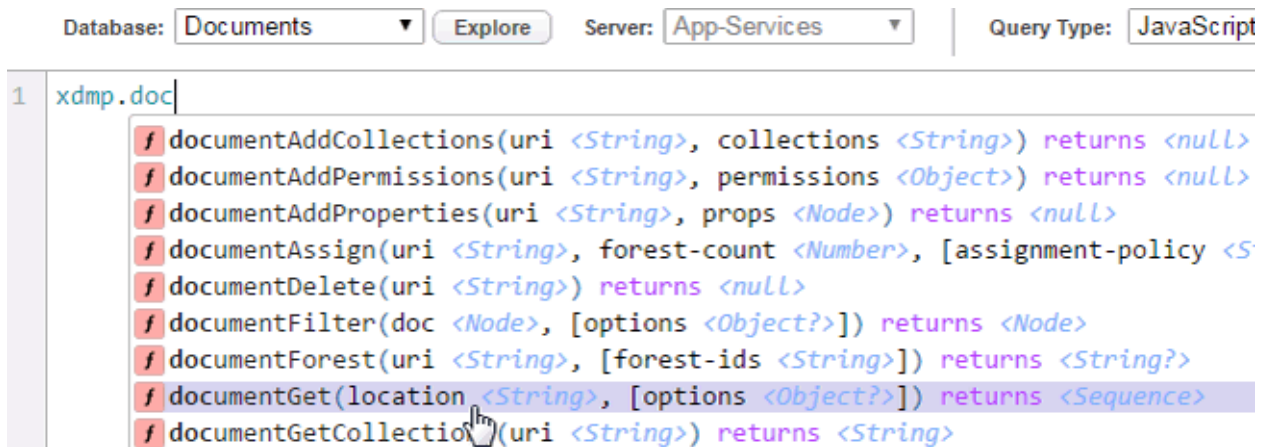 Database: Documents Explore Server: App-Services Query Type: JavaScript
1 xdmp.doc
f documentAddCollections(uri <String>, collections <String>) returns <null>
f documentAddPermissions(uri <String>, permissions <Object>) returns <null>
f documentAddProperties(uri <String>, props <Node>) returns <null>
f documentAssign(uri <String>, forest-count <Number>, [assignment-policy <S
f documentDelete(uri <String>) returns <null>
f documentFilter(doc <Node>, [options <Object?>]) returns <Node>
f documentForest(uri <String>, [forest-ids <String>]) returns <String?>
f documentGet(location <String>, [options <Object?>]) returns <Sequence>
f documentGetCollection(uri <String>) returns <String>